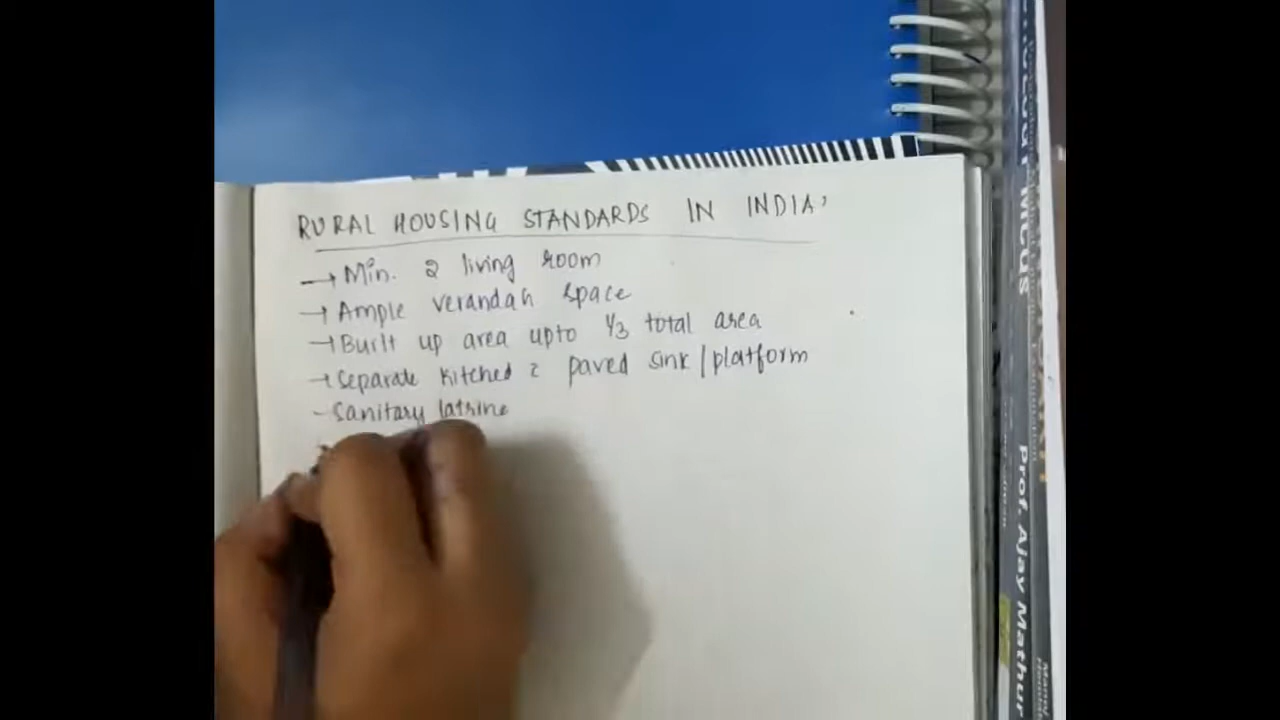 RURAL HOUSING STANDARDS IN INDIA:
→ Min. 2 living room
→ Ample verandah space
→ Built up area upto 1/3 total area
→ Separate kitched & paved sink/platform
- Sanitary latrine
Prof. Ajay Mathur